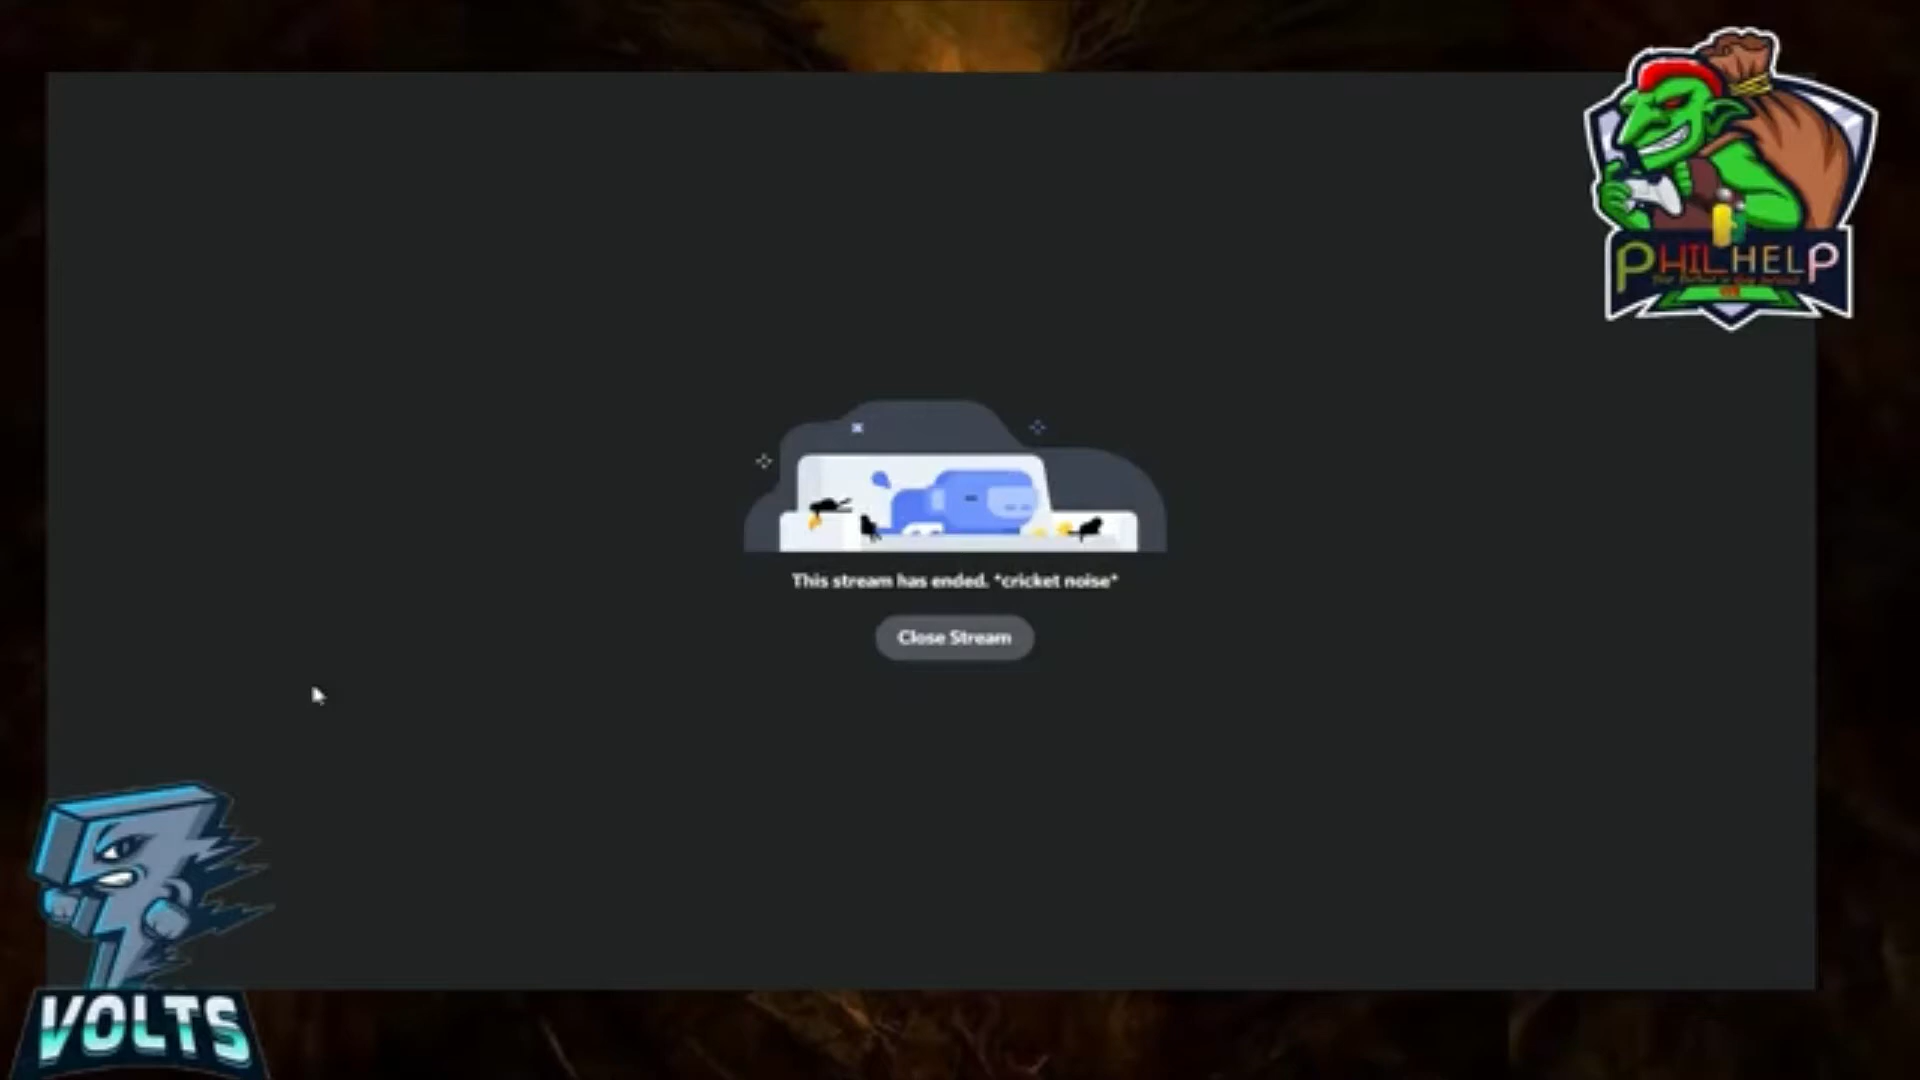 PHILHELP
This stream has ended. *cricket noise*
Close Stream
VOLTS